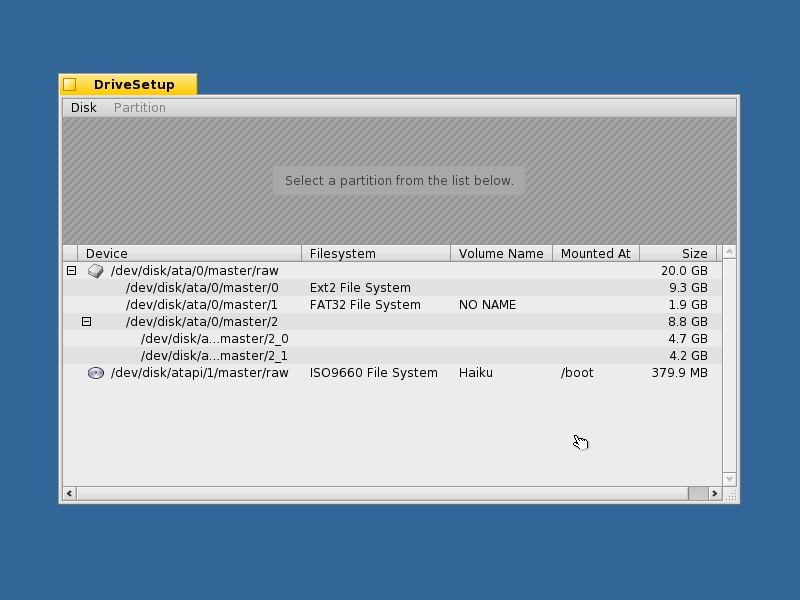 DriveSetup
Disk Partition
Select a partition from the list below.
Device Filesystem Volume Name Mounted At Size
/dev/disk/ata/0/master/raw 20.0 GB
/dev/disk/ata/0/master/0 Ext2 File System 9.3 GB
/dev/disk/ata/0/master/1 FAT32 File System NO NAME 1.9 GB
/dev/disk/ata/0/master/2 8.8 GB
/dev/disk/a...master/2_0 4.7 GB
/dev/disk/a...master/2_1 4.2 GB
/dev/disk/atapi/1/master/raw ISO9660 File System Haiku /boot 379.9 MB